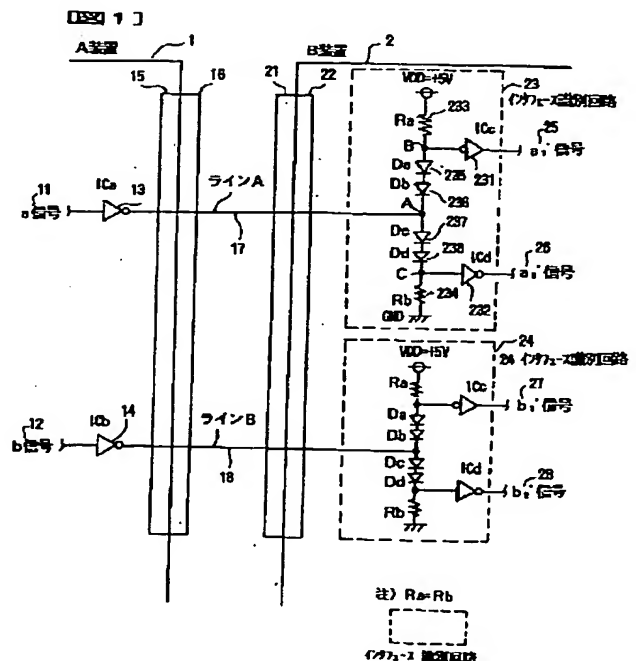 【図1】
A装置
1
B装置
2
15
16
21
22
VDD=+5V
23
インタフェース識別回路
233
Ra
ICc
25
B
a₁' 信号
Da
235
231
Db
236
ICa
ラインA
A
11
13
a信号
17
Dc
237
Dd
238
ICd
26
C
a₂' 信号
Rb
234
232
GND
24
VDD=+5V
24 インタフェース識別回路
Ra
ICc
27
b₁' 信号
12
ICb
14
ラインB
Da
Db
b信号
18
Dc
Dd
ICd
28
b₂' 信号
Rb
注) Ra=Rb
インタフェース 識別回路